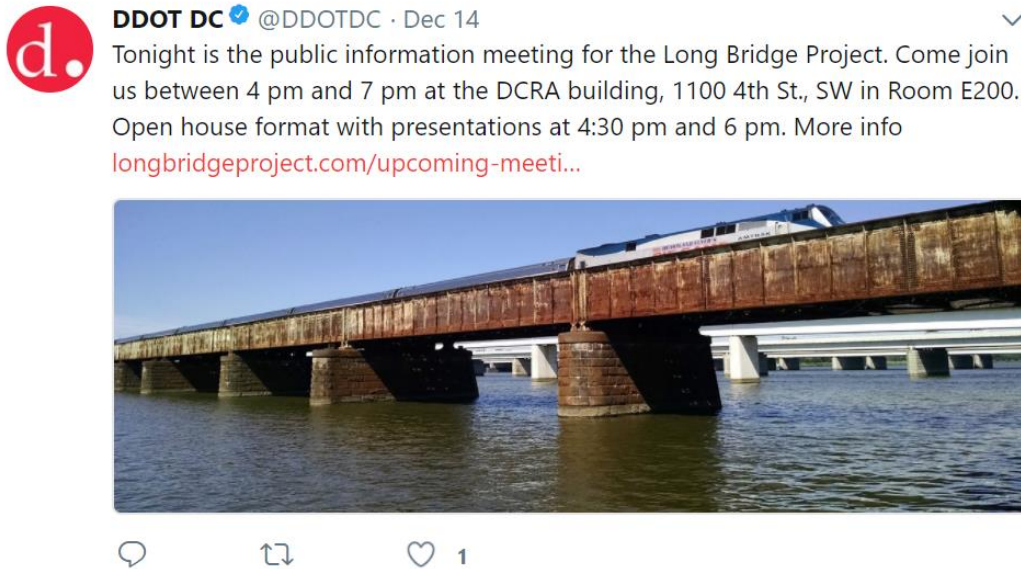 DDOT DC @DDOTDC · Dec 14
Tonight is the public information meeting for the Long Bridge Project. Come join
us between 4 pm and 7 pm at the DCRA building, 1100 4th St., SW in Room E200.
Open house format with presentations at 4:30 pm and 6 pm. More info
longbridgeproject.com/upcoming-meeti...
d.
AMTRAK
1